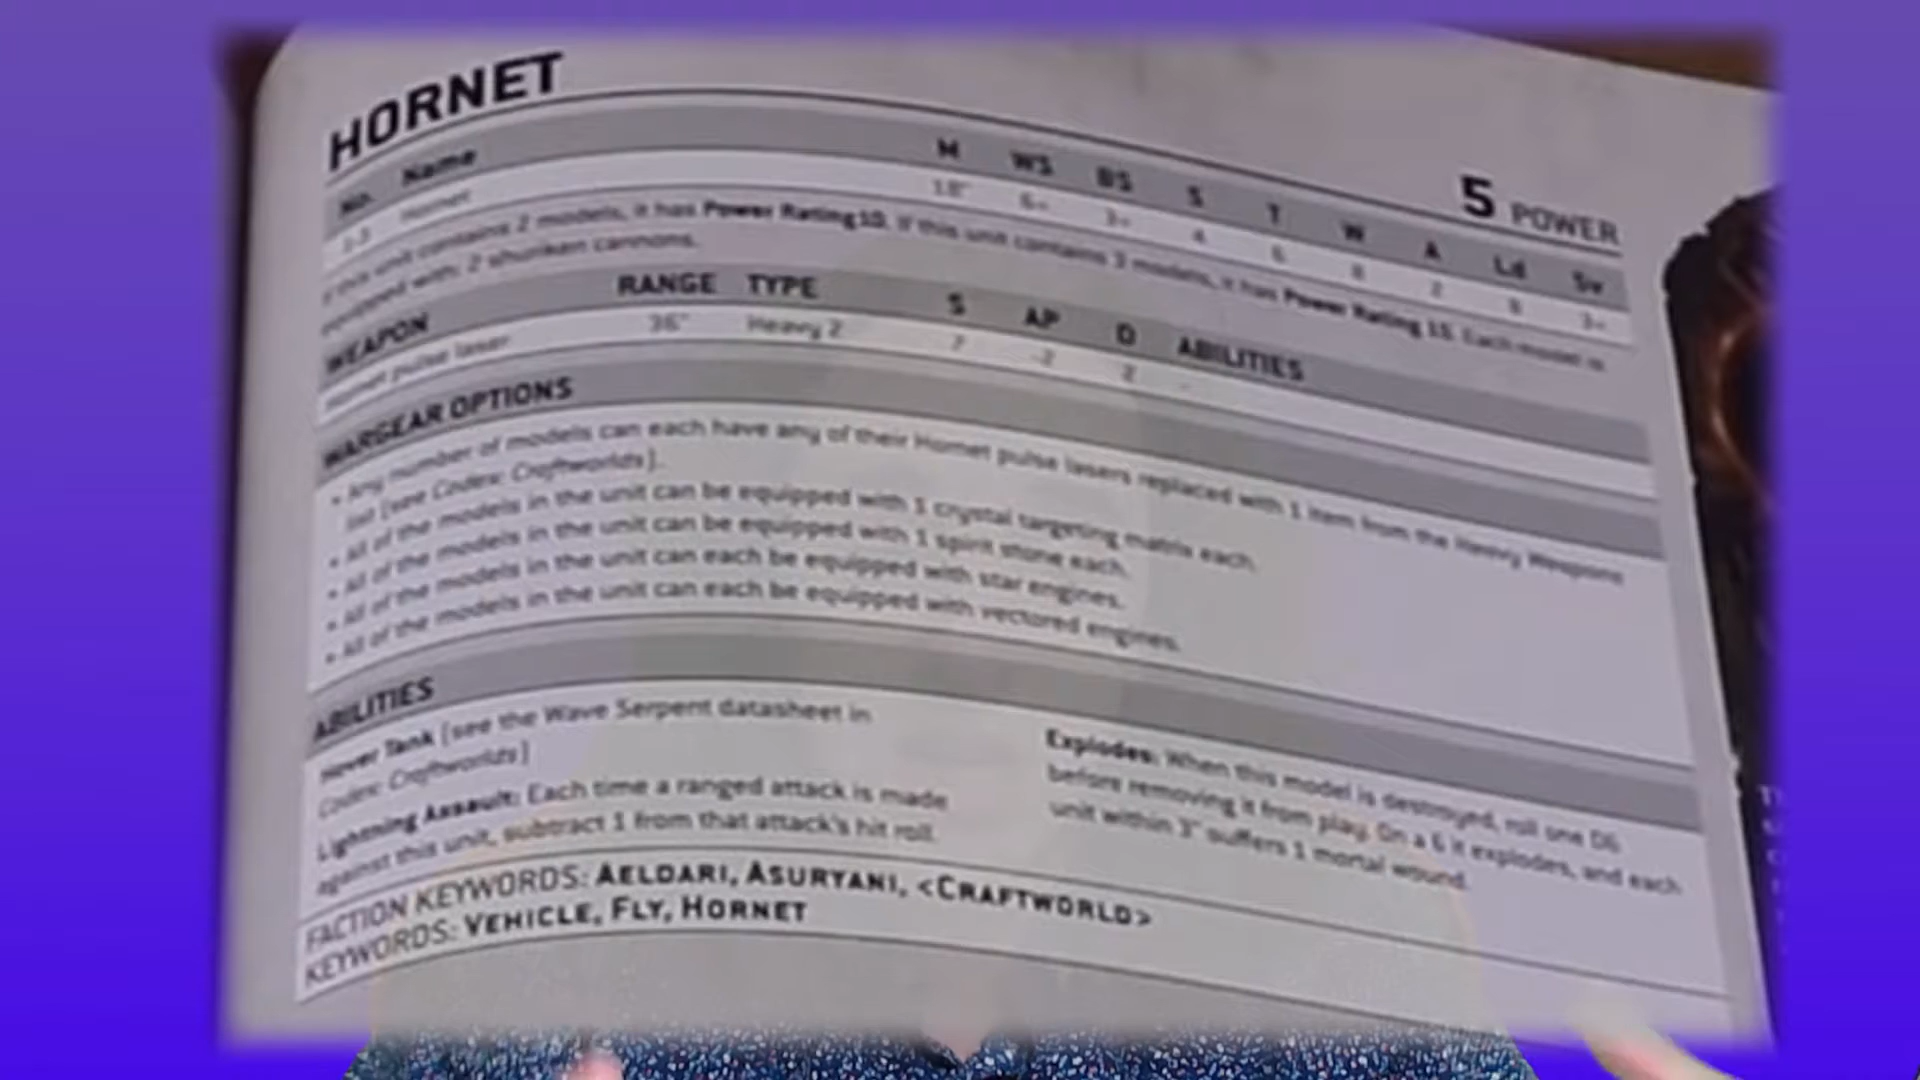 HORNET
5 POWER
No. Name M WS BS S T W A Ld Sv
1-3 Hornet 18" 6+ 3+ 4 6 8 2 8 3+
If this unit contains 2 models, it has Power Rating 10. If this unit contains 3 models, it has Power Rating 15. Each model is
equipped with: 2 shuriken cannons.
WEAPON RANGE TYPE S AP D ABILITIES
Hornet pulse laser 36" Heavy 2 7 -2 2 -
WARGEAR OPTIONS
• Any number of models can each have any of their Hornet pulse lasers replaced with 1 item from the Heavy Weapons
list [see Codex: Craftworlds].
• All of the models in the unit can be equipped with 1 crystal targeting matrix each.
• All of the models in the unit can be equipped with 1 spirit stone each.
• All of the models in the unit can each be equipped with star engines.
• All of the models in the unit can each be equipped with vectored engines.
ABILITIES
Hover Tank [see the Wave Serpent datasheet in
Codex: Craftworlds]
Lightning Assault: Each time a ranged attack is made
against this unit, subtract 1 from that attack's hit roll.
Explodes: When this model is destroyed, roll one D6
before removing it from play. On a 6 it explodes, and each
unit within 3" suffers 1 mortal wound.
FACTION KEYWORDS: AELDARI, ASURYANI, <CRAFTWORLD>
KEYWORDS: VEHICLE, FLY, HORNET